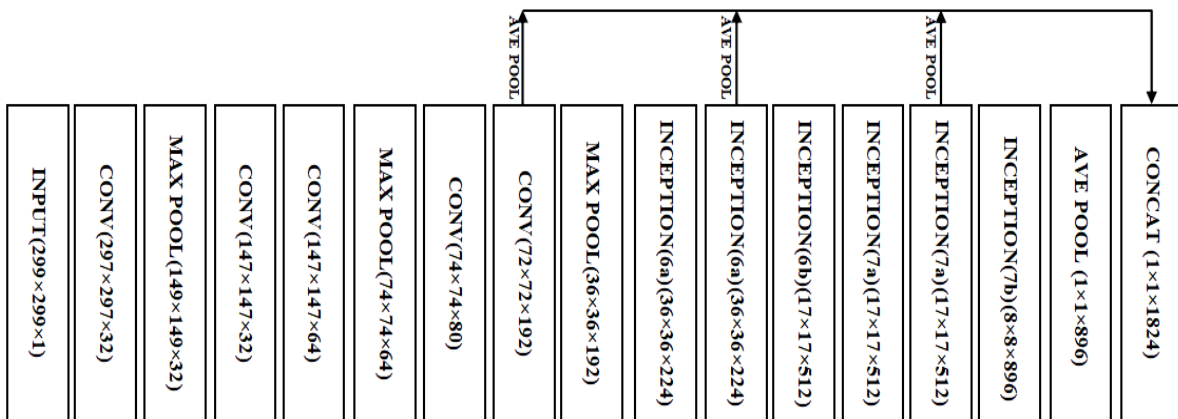 AVE POOL
AVE POOL
AVE POOL
INPUT(299×299×1)
CONV(297×297×32)
MAX POOL(149×149×32)
CONV(147×147×32)
CONV(147×147×64)
MAX POOL(74×74×64)
CONV(74×74×80)
CONV(72×72×192)
MAX POOL(36×36×192)
INCEPTION(6a)(36×36×224)
INCEPTION(6a)(36×36×224)
INCEPTION(6b)(17×17×512)
INCEPTION(7a)(17×17×512)
INCEPTION(7a)(17×17×512)
INCEPTION(7b)(8×8×896)
AVE POOL (1×1×896)
CONCAT (1×1×1824)